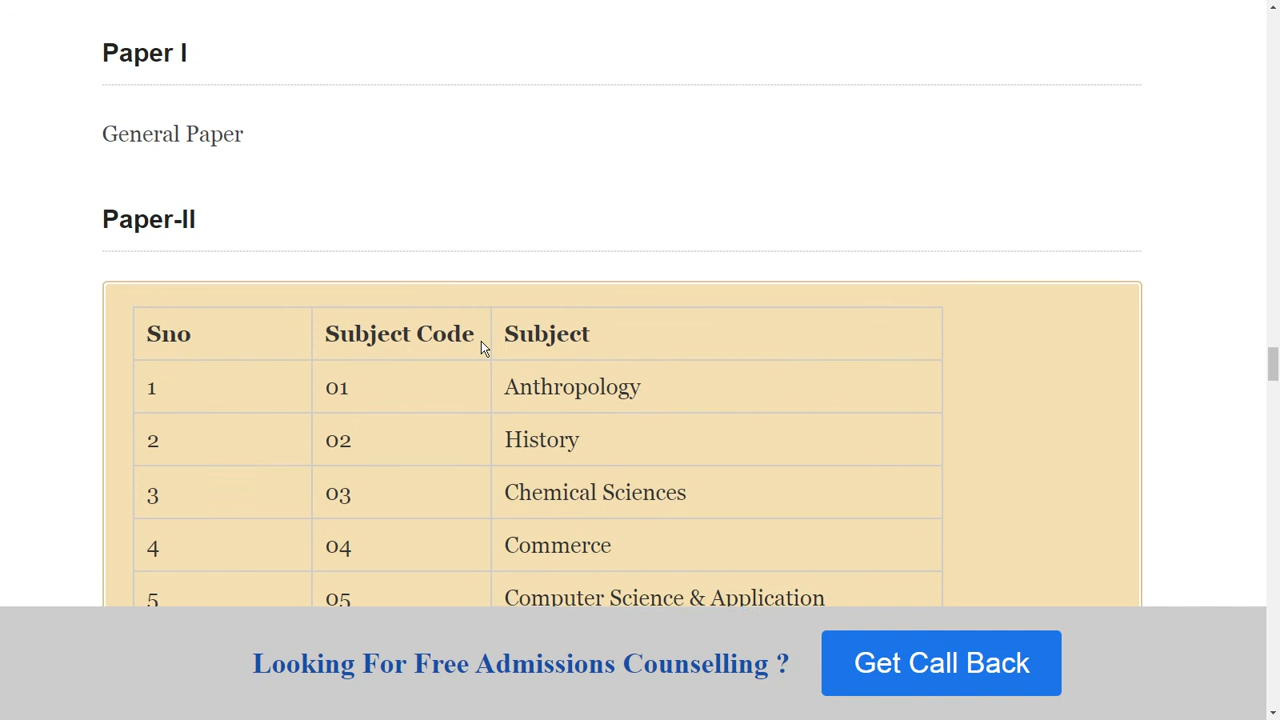 Paper I
General Paper
Paper-II
Sno Subject Code Subject
1 01 Anthropology
2 02 History
3 03 Chemical Sciences
4 04 Commerce
5 05 Computer Science & Application
Looking For Free Admissions Counselling ? Get Call Back